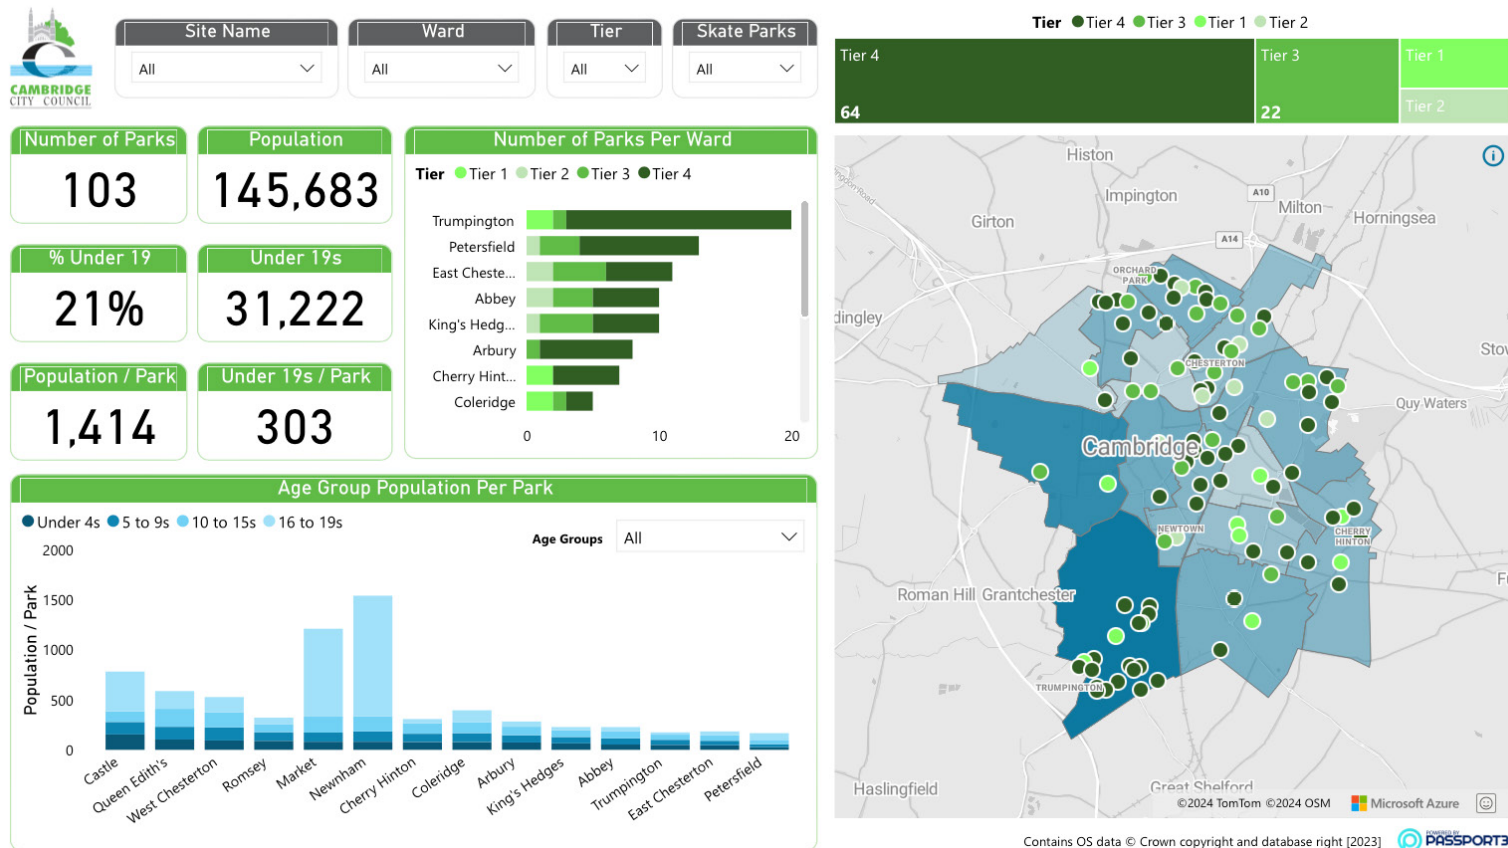 CAMBRIDGE
CITY COUNCIL
Site Name
All
Ward
All
Tier
All
Skate Parks
All
Number of Parks
103
Population
145,683
% Under 19
21%
Under 19s
31,222
Population / Park
1,414
Under 19s / Park
303
Number of Parks Per Ward
Tier Tier 1 Tier 2 Tier 3 Tier 4
Trumpington
Petersfield
East Cheste...
Abbey
King's Hedg...
Arbury
Cherry Hint...
Coleridge
0 10 20
Age Group Population Per Park
Under 4s 5 to 9s 10 to 15s 16 to 19s
Age Groups All
Population / Park
2000
1500
1000
500
0
Castle
Queen Edith's
West Chesterton
Romsey
Market
Newnham
Cherry Hinton
Coleridge
Arbury
King's Hedges
Abbey
Trumpington
East Chesterton
Petersfield
Tier Tier 4 Tier 3 Tier 1 Tier 2
Tier 4
64
Tier 3
22
Tier 1
Tier 2
Histon
Impington
A10
Milton
Girton
Horningsea
A14
ORCHARD
PARK
dingley
CHESTERTON
Stow
Quy Waters
Cambridge
NEWTOWN
CHERRY
HINTON
Roman Hill Grantchester
TRUMPINGTON
Haslingfield
Great Shelford
©2024 TomTom ©2024 OSM Microsoft Azure
Contains OS data © Crown copyright and database right [2023]
POWERED BY
PASSPORT3